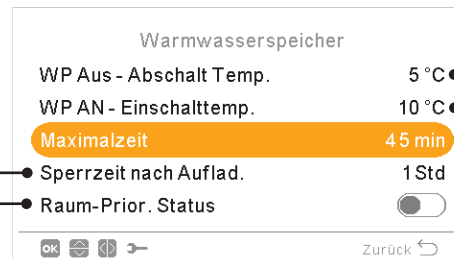 Warmwasserspeicher
WP Aus - Abschalt Temp. 5 °C
WP AN - Einschalttemp. 10 °C
Maximalzeit 45 min
Sperrzeit nach Auflad. 1 Std
Raum-Prior. Status
OK Zurück